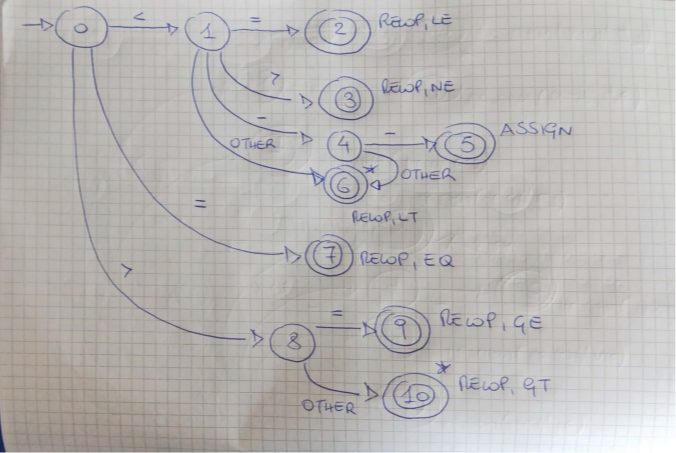 0 < 1 = 2 RELOP, LE
> 3 RELOP, NE
- 4 - 5 ASSIGN
OTHER
* OTHER
6
RELOP, LT
= 7 RELOP, EQ
> 8 = 9 RELOP, GE
OTHER 10 * RELOP, GT